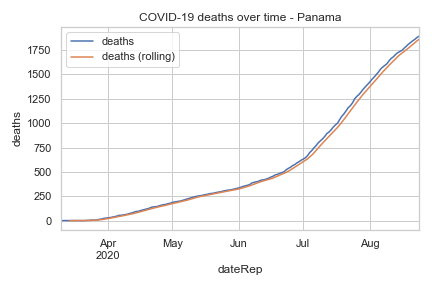 COVID-19 deaths over time - Panama
deaths
deaths (rolling)
deaths
1750
1500
1250
1000
750
500
250
0
Apr
2020
May
Jun
Jul
Aug
dateRep